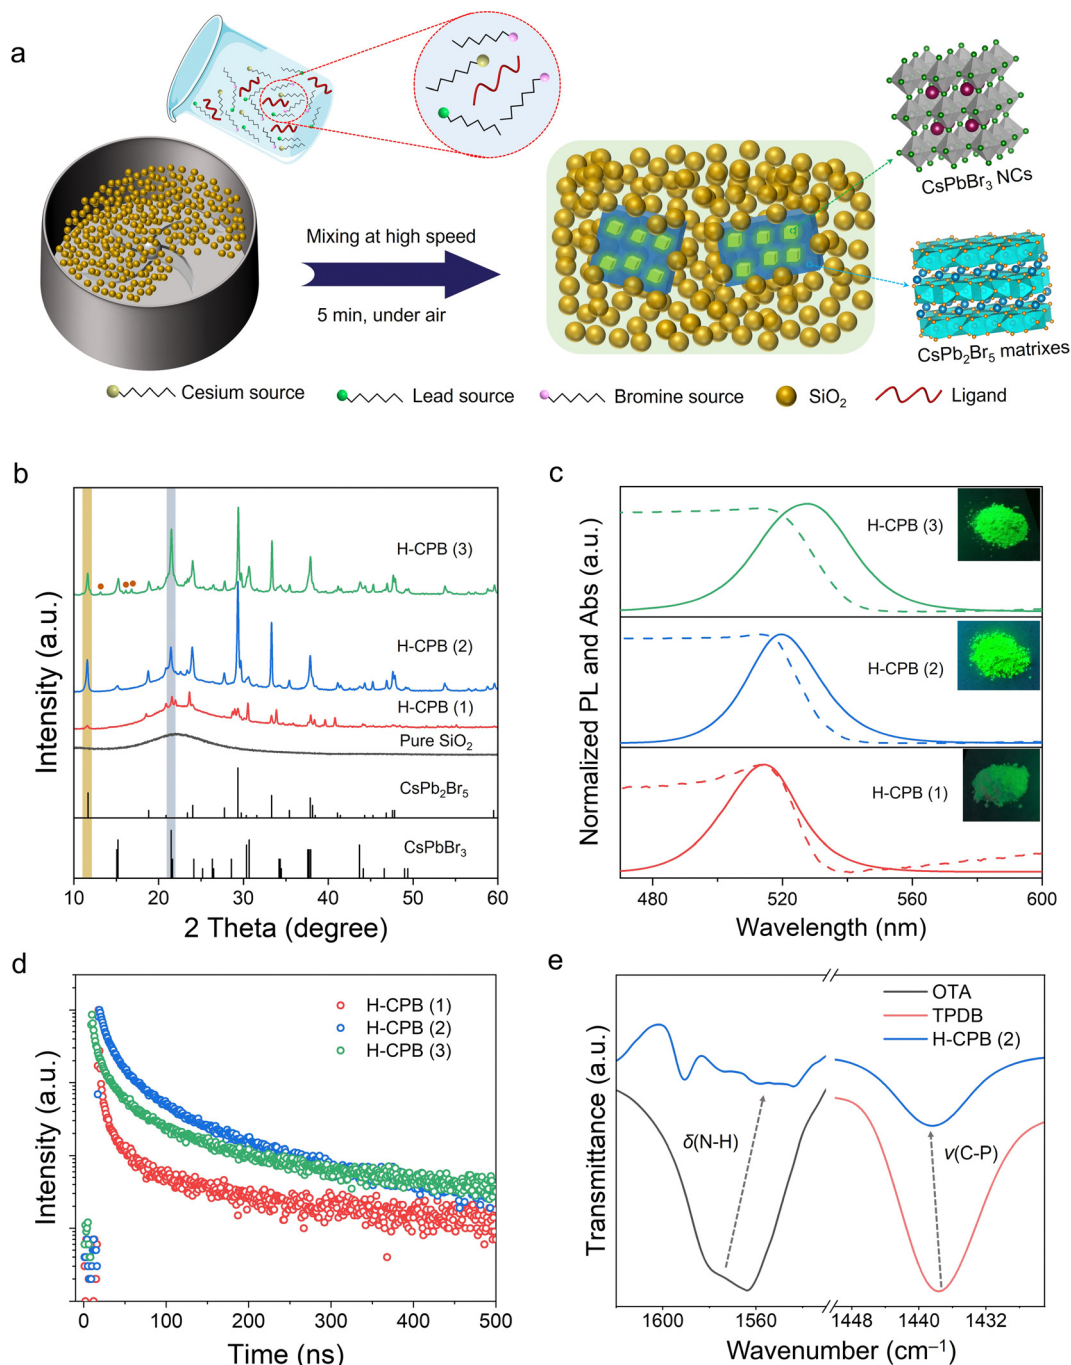 a
CsPbBr₃ NCs
Mixing at high speed
5 min, under air
CsPb₂Br₅ matrixes
Cesium source
Lead source
Bromine source
SiO₂
Ligand
b
Intensity (a.u.)
H-CPB (3)
H-CPB (2)
H-CPB (1)
Pure SiO₂
CsPb₂Br₅
CsPbBr₃
10 20 30 40 50 60
2 Theta (degree)
c
Normalized PL and Abs (a.u.)
H-CPB (3)
H-CPB (2)
H-CPB (1)
480 520 560 600
Wavelength (nm)
d
Intensity (a.u.)
H-CPB (1)
H-CPB (2)
H-CPB (3)
0 100 200 300 400 500
Time (ns)
e
Transmittance (a.u.)
OTA
TPDB
H-CPB (2)
δ(N-H)
ν(C-P)
1600 1560 1448 1440 1432
Wavenumber (cm⁻¹)